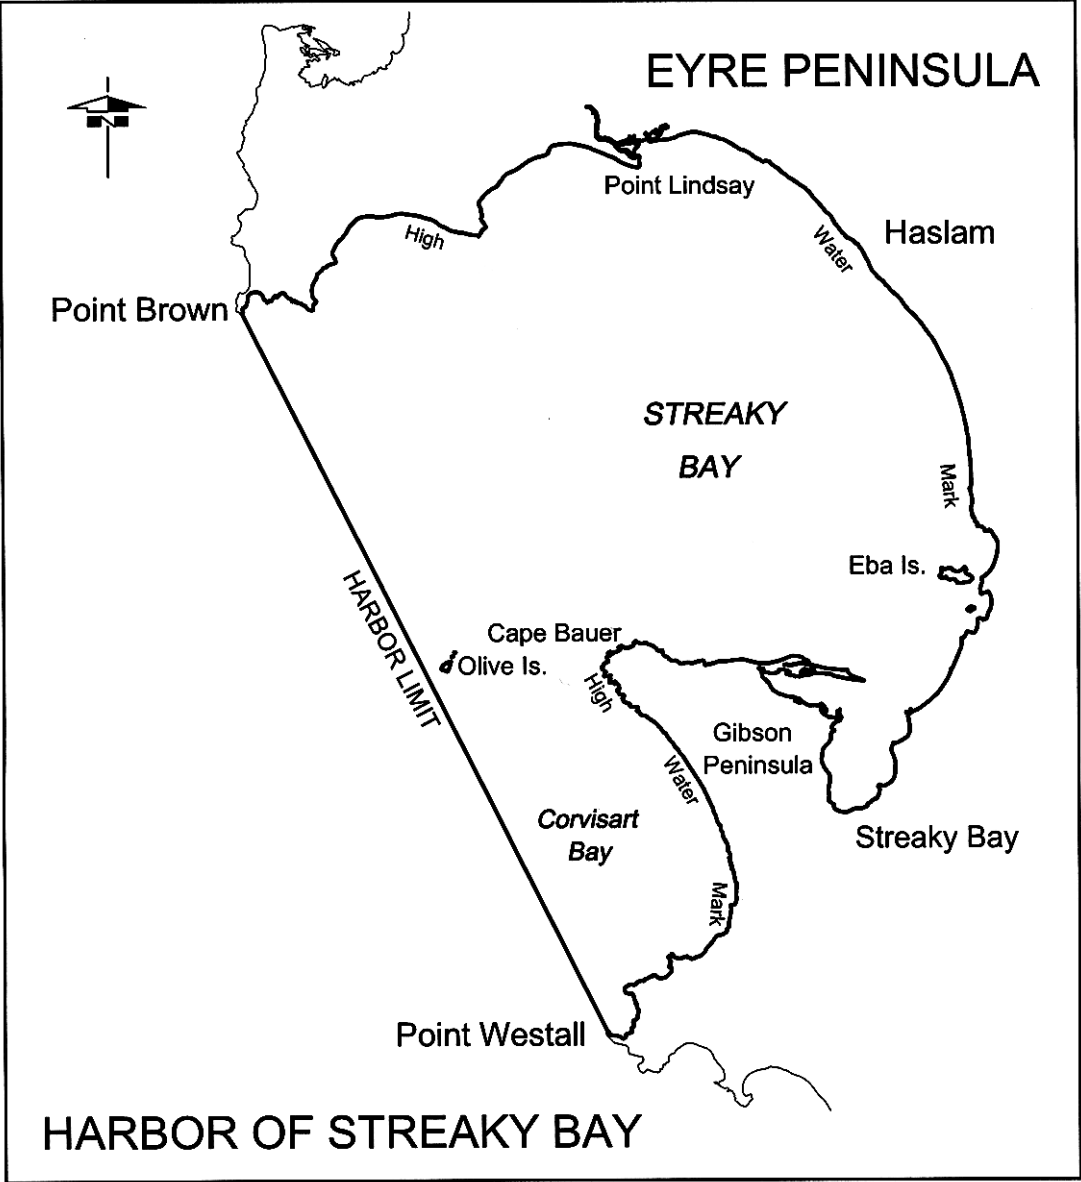 EYRE PENINSULA
N
Point Lindsay
High
Water
Haslam
Point Brown
STREAKY
BAY
Mark
Eba Is.
HARBOR LIMIT
Cape Bauer
Olive Is.
High
Gibson
Peninsula
Water
Corvisart
Bay
Streaky Bay
Mark
Point Westall
HARBOR OF STREAKY BAY